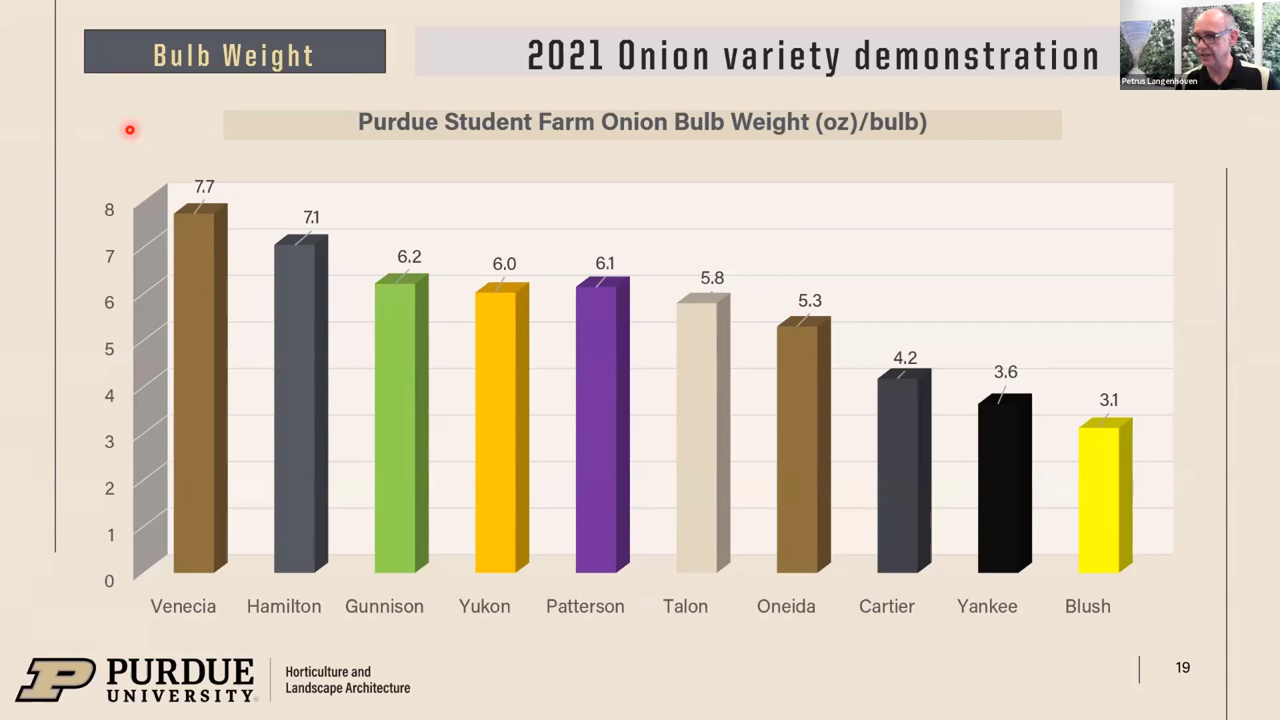 Bulb Weight
2021 Onion variety demonstration
Petrus Langenhoven
Purdue Student Farm Onion Bulb Weight (oz)/bulb)
8
7
6
5
4
3
2
1
0
7.7
7.1
6.2
6.0
6.1
5.8
5.3
4.2
3.6
3.1
Venecia Hamilton Gunnison Yukon Patterson Talon Oneida Cartier Yankee Blush
P PURDUE
UNIVERSITY®
Horticulture and
Landscape Architecture
19